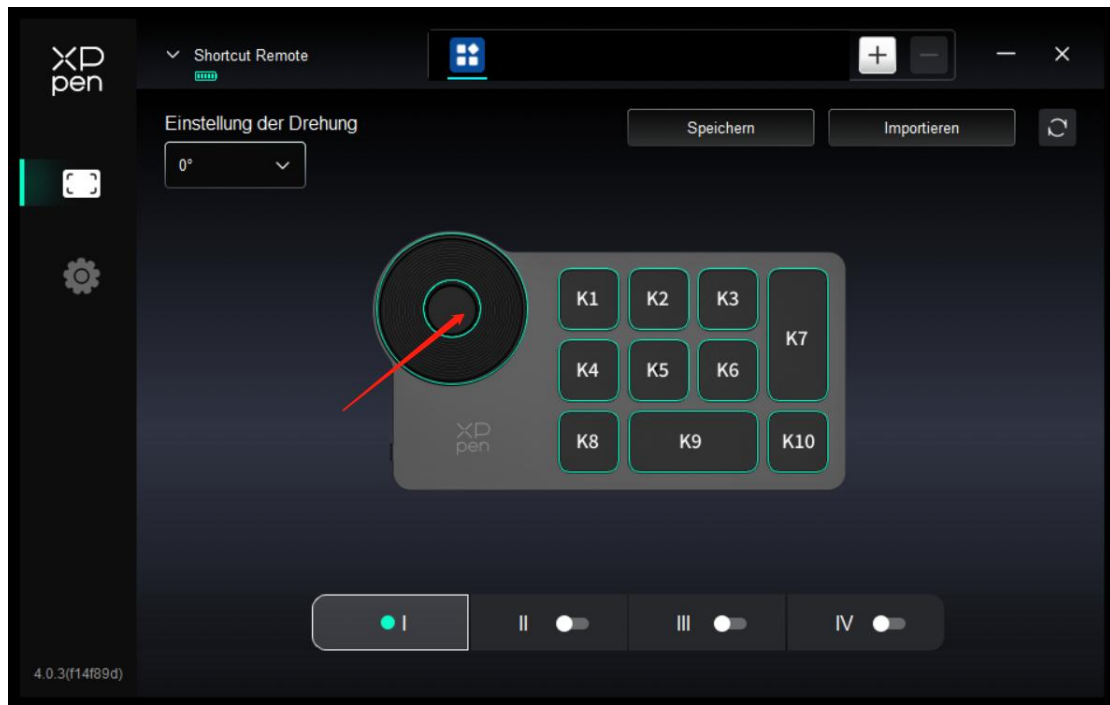 XP
pen
Shortcut Remote
Einstellung der Drehung
Speichern
Importieren
0°
K1
K2
K3
K7
K4
K5
K6
XP
pen
K8
K9
K10
I
II
III
IV
4.0.3(f14f89d)